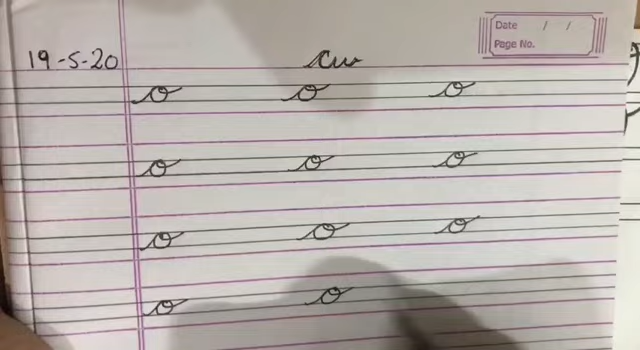 Date / /
Page No.
19-5-20 cw
o o o
o o o
o o o
o o